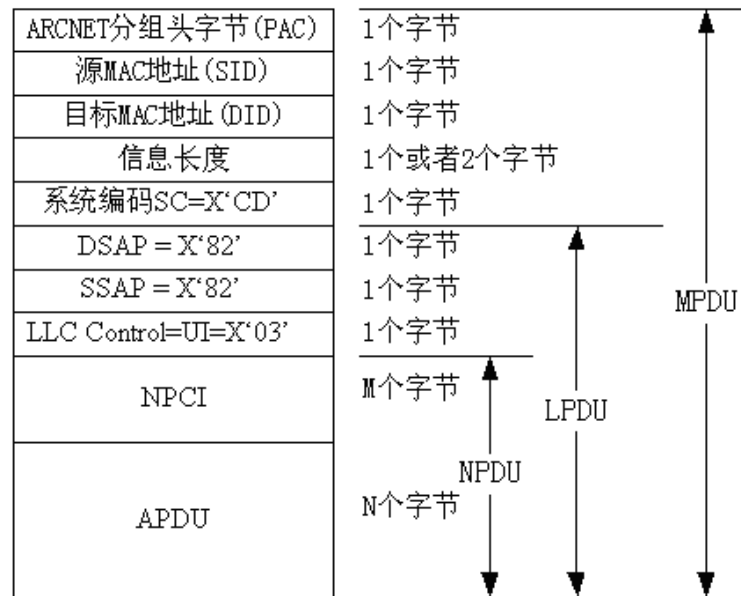 ARCNET分组头字节(PAC) 1个字节
源MAC地址(SID) 1个字节
目标MAC地址(DID) 1个字节
信息长度 1个或者2个字节
系统编码SC=X‘CD’ 1个字节
DSAP = X‘82’ 1个字节
SSAP = X‘82’ 1个字节
MPDU
LLC Control=UI=X‘03’ 1个字节
NPCI M个字节
LPDU
NPDU
APDU N个字节